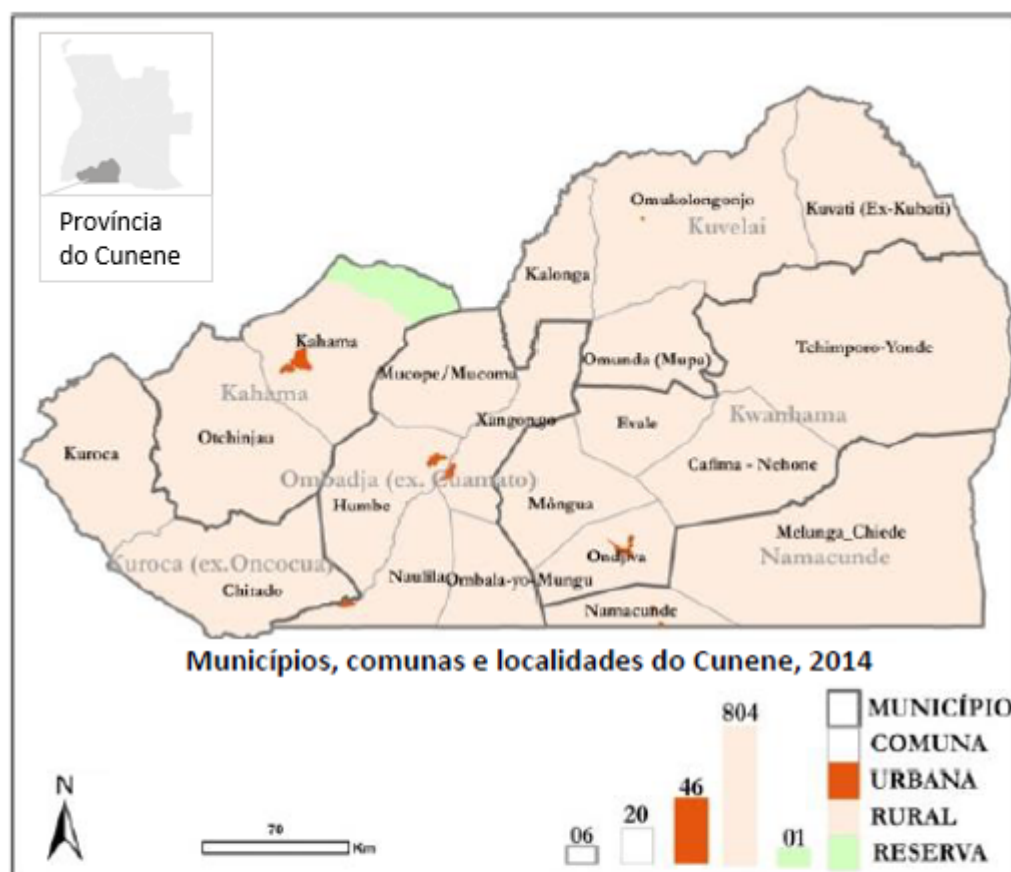 Província
do Cunene
Omukolongonjo
Kuvelai
Kuvati (Ex-Kubati)
Kalonga
Kahama
Kahama
Mucope/Mucoma
Omunda (Mupa)
Tchimporo-Yonde
Xangongo
Evale
Kwanhama
Kuroca
Otchinjau
Cafima - Nehone
Ombadja (ex. Cuamato)
Humbe
Môngua
Melunga_Chiede
Namacunde
Ondjiva
Kuroca (ex.Oncocua)
Chitado
Naulila
Ombala-yo-Mungu
Namacunde
Municípios, comunas e localidades do Cunene, 2014
N
70
Km
06
20
46
804
01
MUNICÍPIO
COMUNA
URBANA
RURAL
RESERVA